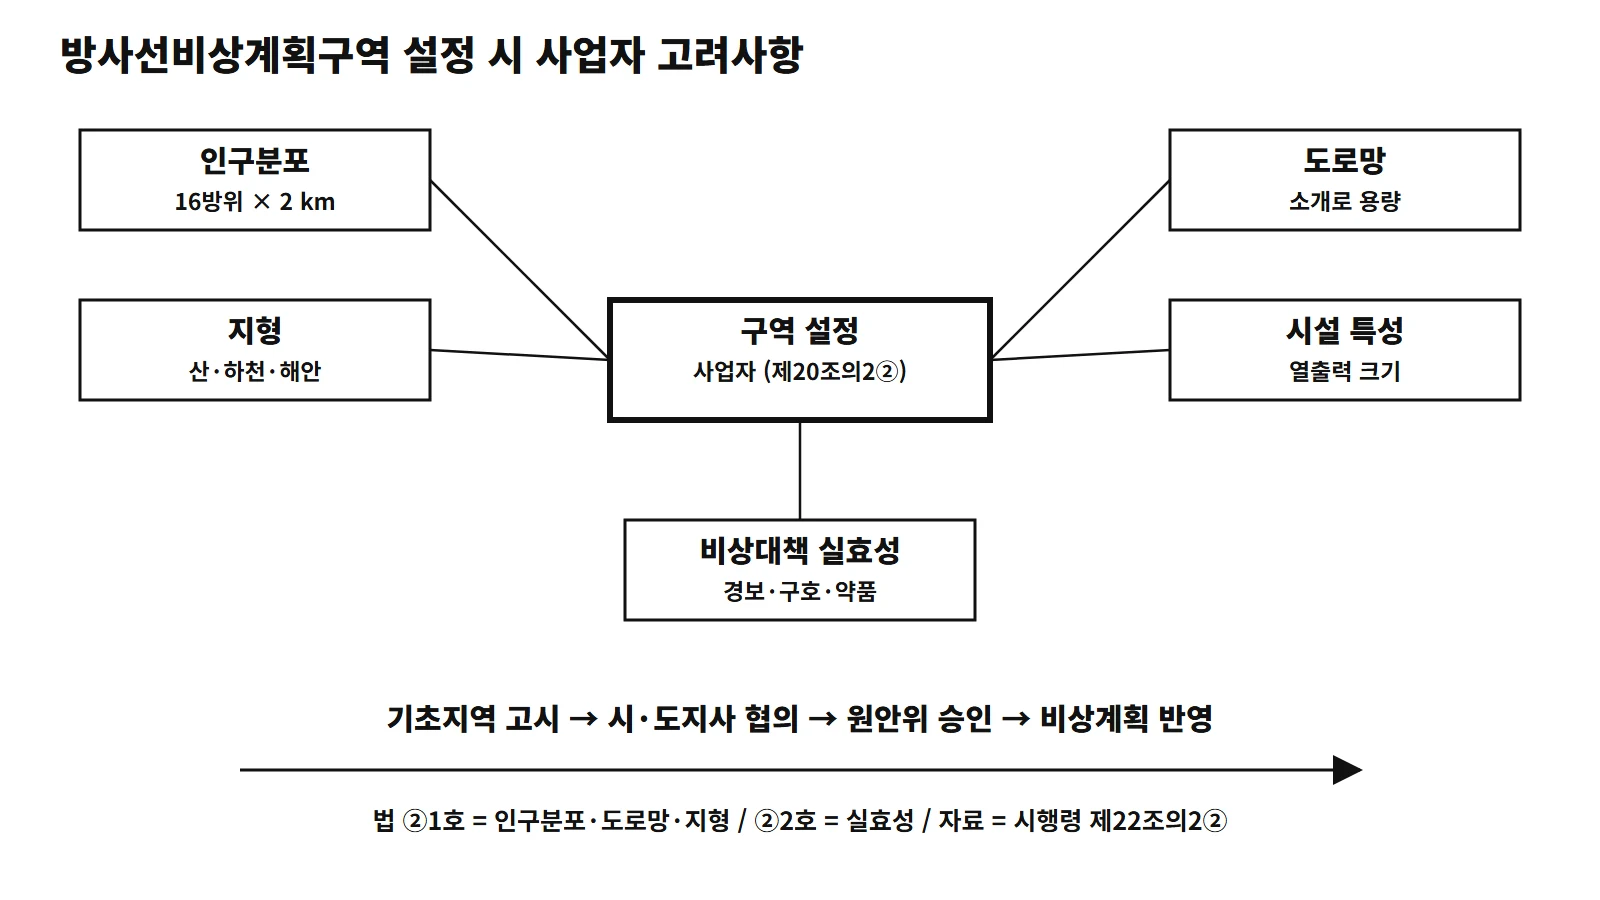 방사선비상계획구역 설정 시 사업자 고려사항
인구분포
16방위 × 2 km
도로망
소개로 용량
지형
산·하천·해안
구역 설정
사업자 (제20조의2②)
시설 특성
열출력 크기
비상대책 실효성
경보·구호·약품
기초지역 고시 → 시·도지사 협의 → 원안위 승인 → 비상계획 반영
법 ②1호 = 인구분포·도로망·지형 / ②2호 = 실효성 / 자료 = 시행령 제22조의2②